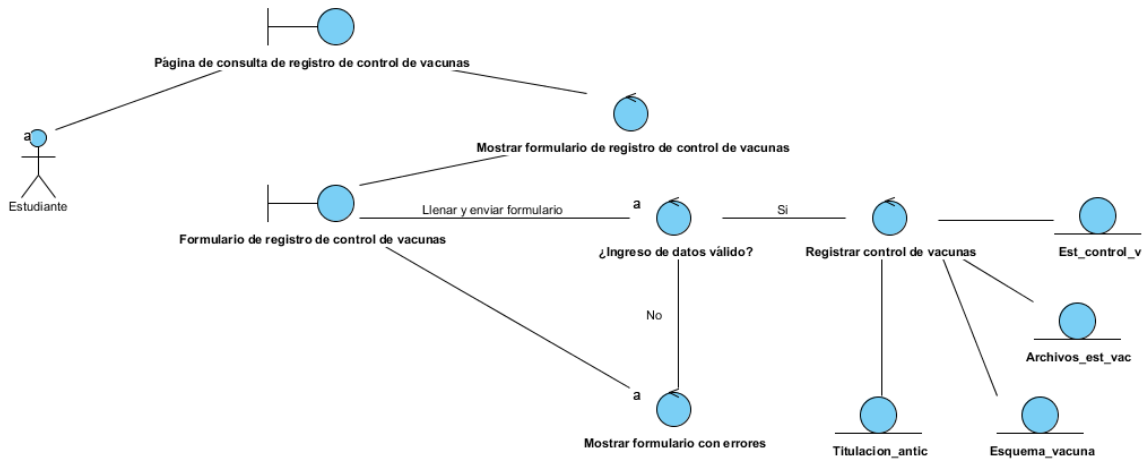 Página de consulta de registro de control de vacunas
a
Mostrar formulario de registro de control de vacunas
Estudiante
Llenar y enviar formulario
a
Si
Formulario de registro de control de vacunas
¿Ingreso de datos válido?
Registrar control de vacunas
Est_control_v
No
Archivos_est_vac
a
Mostrar formulario con errores
Titulacion_antic
Esquema_vacuna